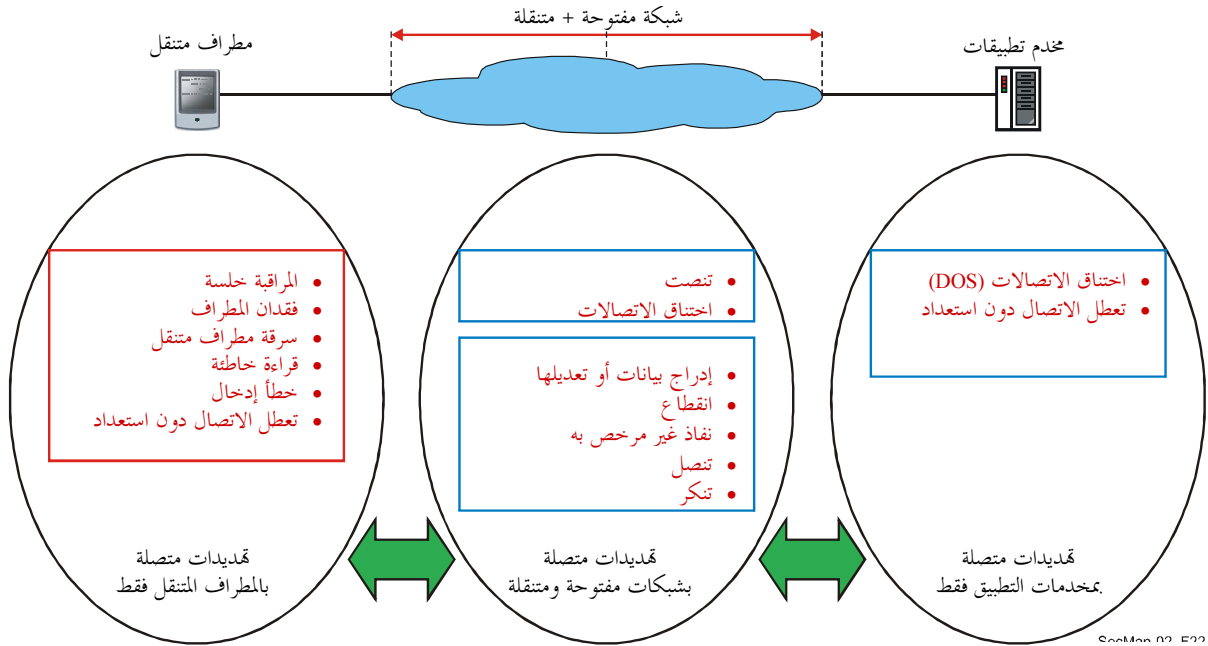 شبكة مفتوحة + متنقلة
مخدم تطبيقات
مطراف متنقل
• اختناق الاتصالات (DOS)
• تعطل الاتصال دون استعداد
تهديدات متصلة
بمخدمات التطبيق فقط
• تنصت
• اختناق الاتصالات
• إدراج بيانات أو تعديلها
• انقطاع
• نفاذ غير مرخص به
• تنصل
• تنكر
تهديدات متصلة
بشبكات مفتوحة ومتنقلة
• المراقبة خلسة
• فقدان المطراف
• سرقة مطراف متنقل
• قراءة خاطئة
• خطأ إدخال
• تعطل الاتصال دون استعداد
تهديدات متصلة
بالمطراف المتنقل فقط